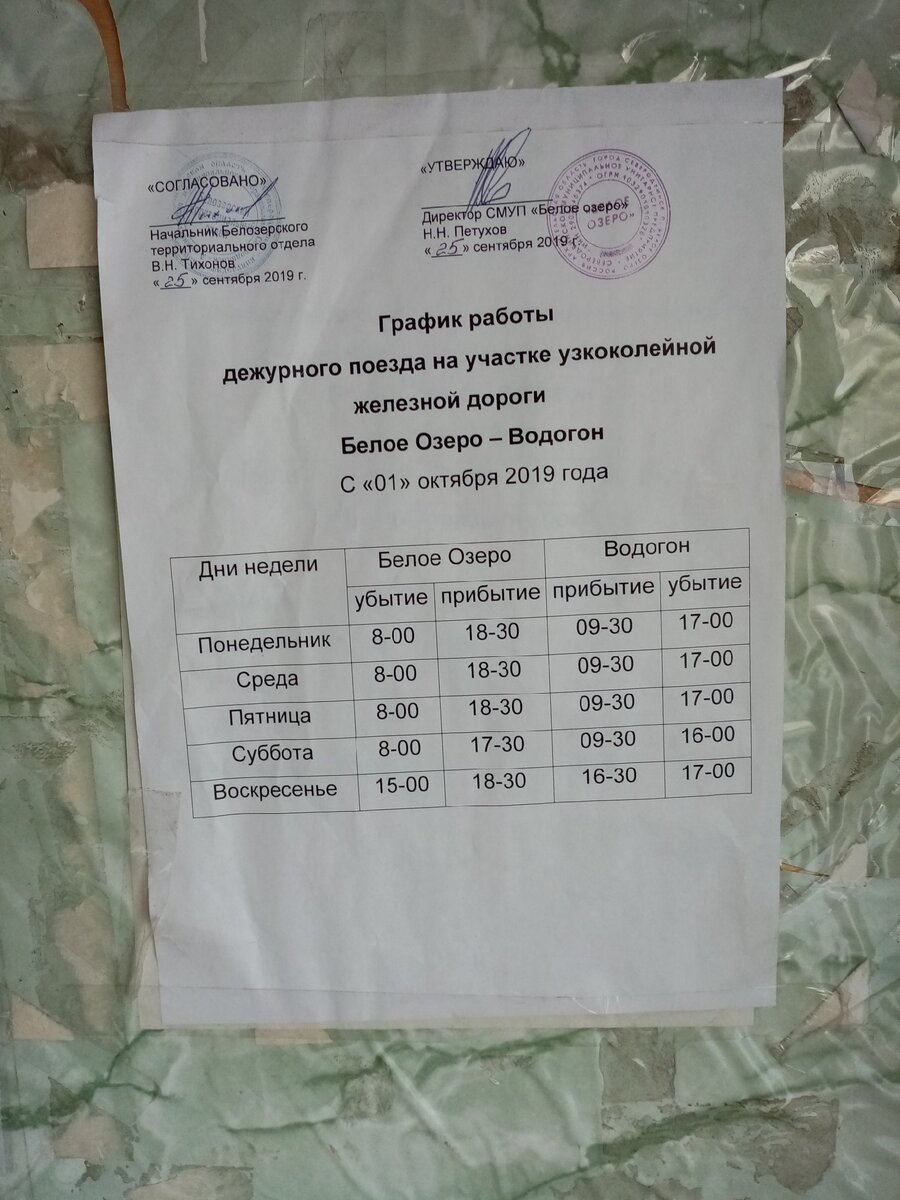 «СОГЛАСОВАНО»
Начальник Белозерского
территориального отдела
В.Н. Тихонов
«25» сентября 2019 г.
«УТВЕРЖДАЮ»
Директор СМУП «Белое озеро»
Н.Н. Петухов
«25» сентября 2019 г.
БЕЛОЕ
ОЗЕРО"
График работы
дежурного поезда на участке узкоколейной
железной дороги
Белое Озеро – Водогон
С «01» октября 2019 года
Дни недели Белое Озеро Водогон
убытие прибытие прибытие убытие
Понедельник 8-00 18-30 09-30 17-00
Среда 8-00 18-30 09-30 17-00
Пятница 8-00 18-30 09-30 17-00
Суббота 8-00 17-30 09-30 16-00
Воскресенье 15-00 18-30 16-30 17-00